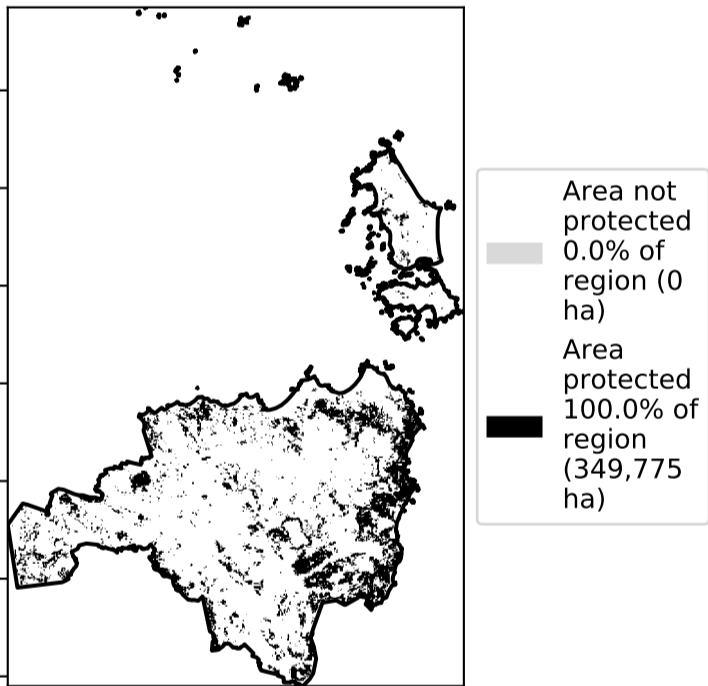 Area not
protected
0.0% of
region (0
ha)
Area
protected
100.0% of
region
(349,775
ha)